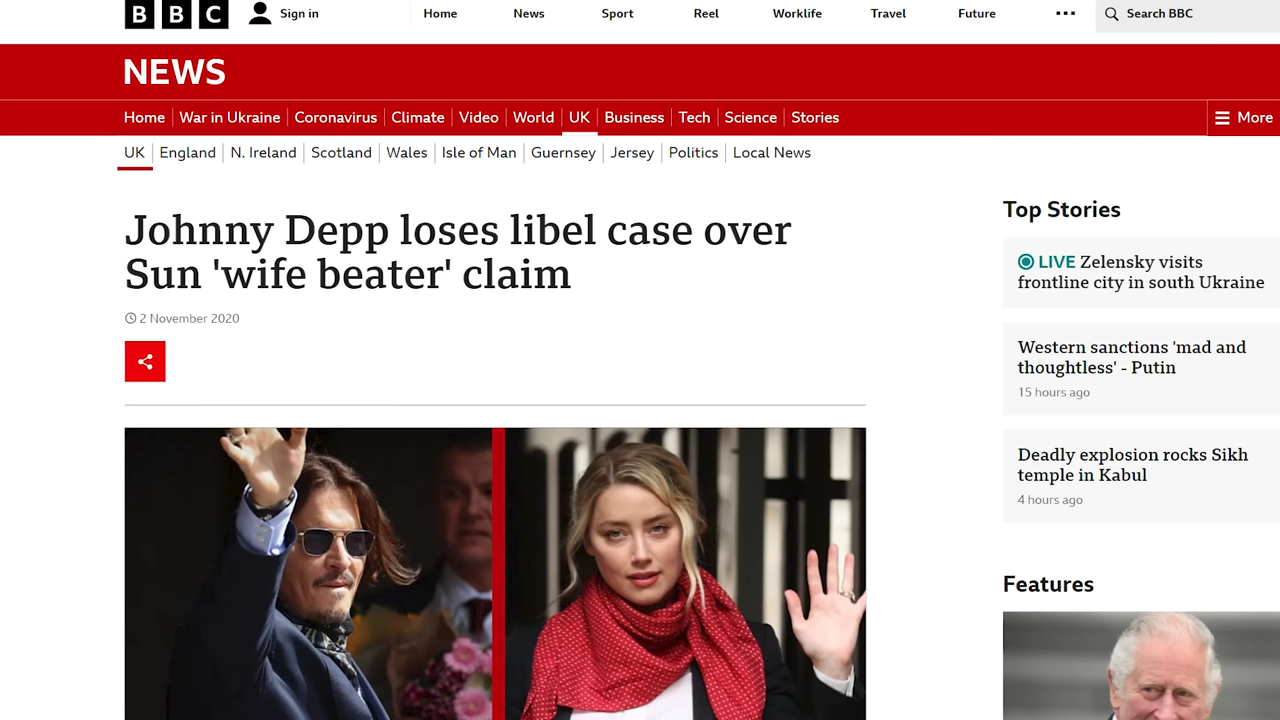 BBC Sign in Home News Sport Reel Worklife Travel Future ... Search BBC
NEWS
Home War in Ukraine Coronavirus Climate Video World UK Business Tech Science Stories More
UK England N. Ireland Scotland Wales Isle of Man Guernsey Jersey Politics Local News
Johnny Depp loses libel case over
Sun 'wife beater' claim
2 November 2020
Top Stories
LIVE Zelensky visits
frontline city in south Ukraine
Western sanctions 'mad and
thoughtless' - Putin
15 hours ago
Deadly explosion rocks Sikh
temple in Kabul
4 hours ago
Features